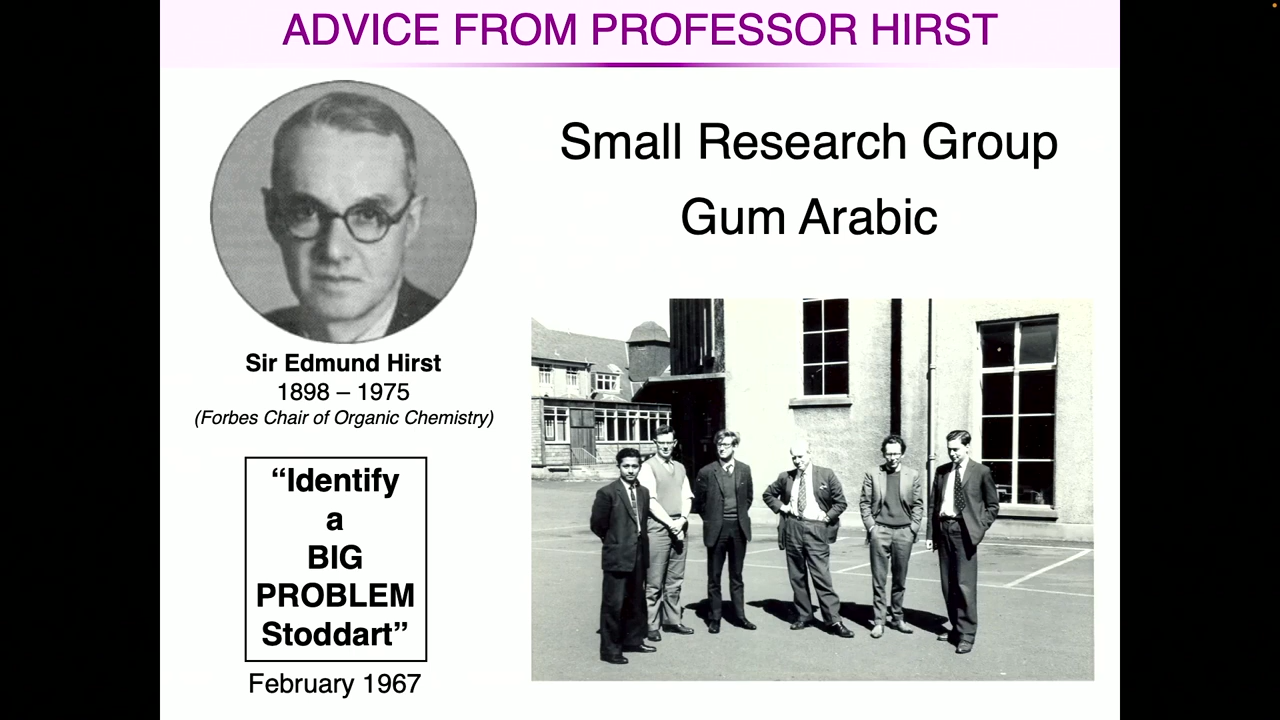 ADVICE FROM PROFESSOR HIRST
Small Research Group
Gum Arabic
Sir Edmund Hirst
1898 – 1975
(Forbes Chair of Organic Chemistry)
“Identify
a
BIG
PROBLEM
Stoddart”
February 1967